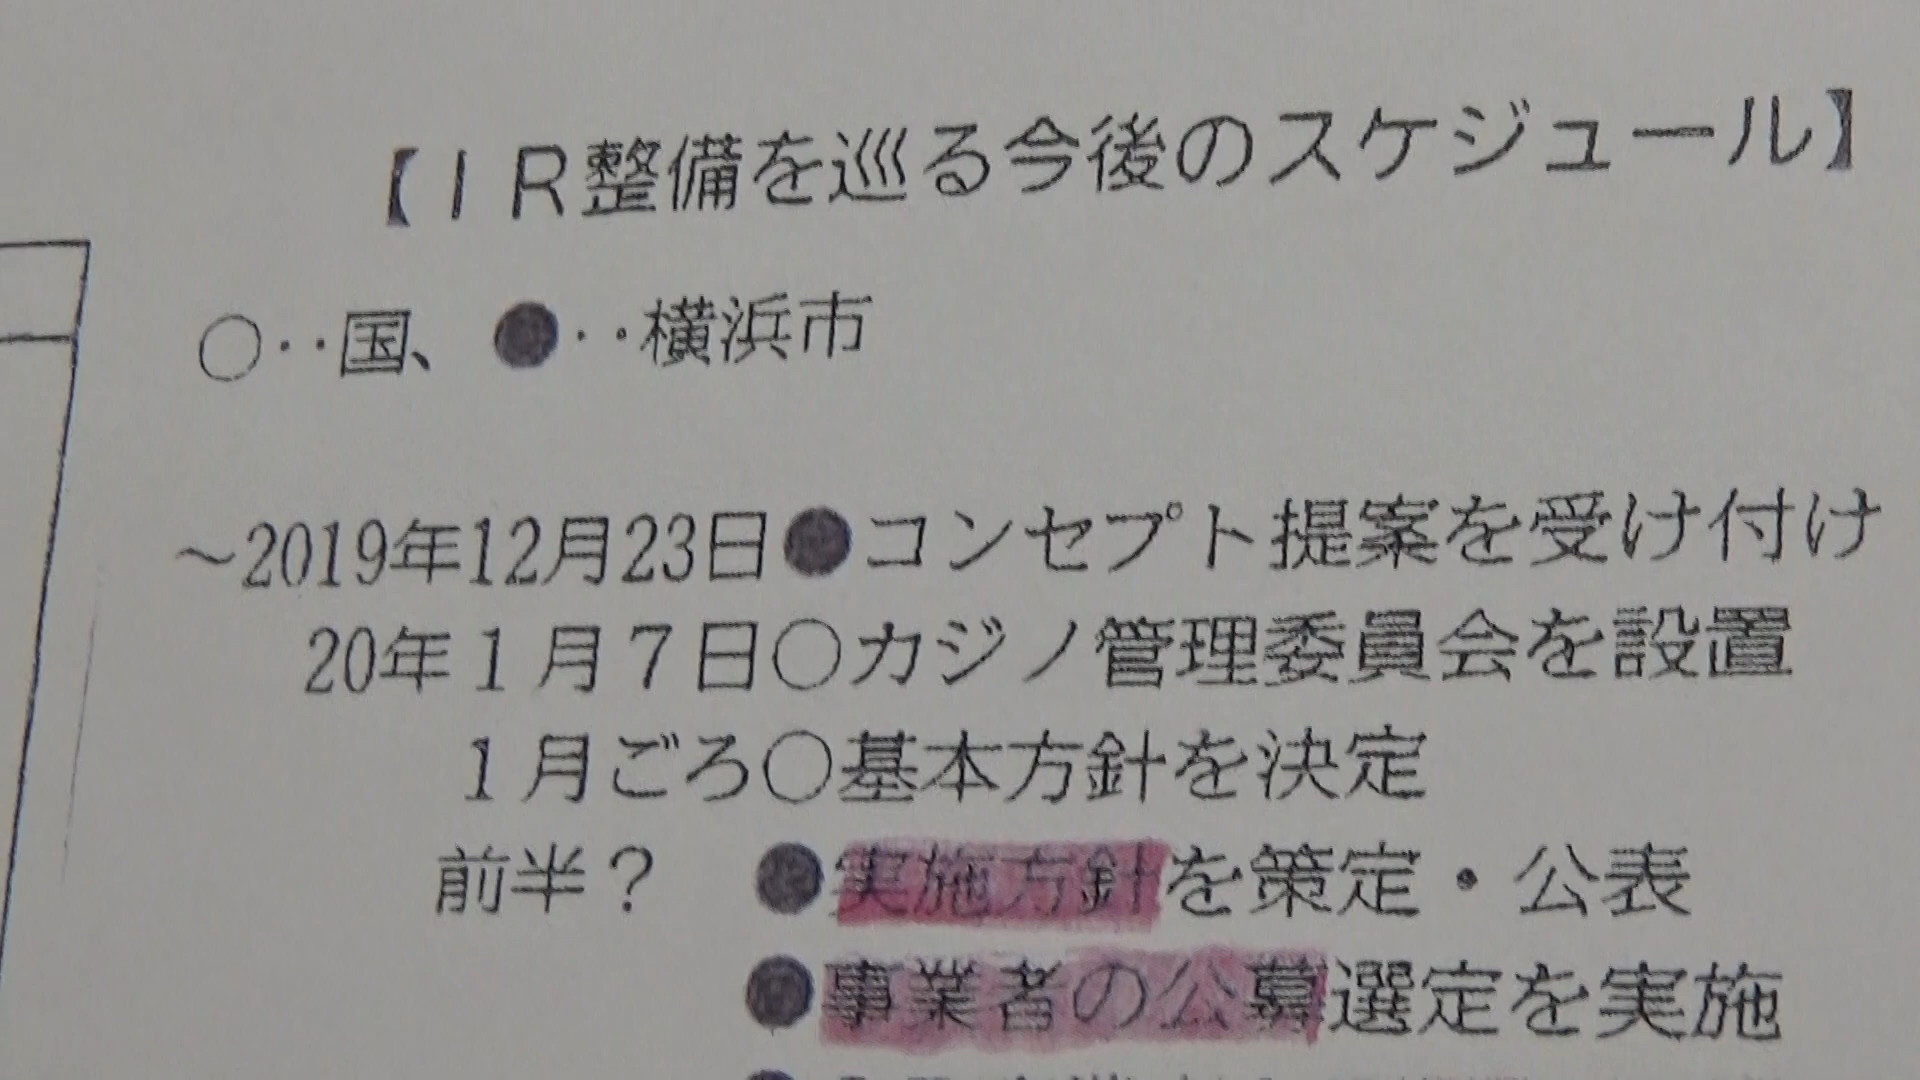 【ＩＲ整備を巡る今後のスケジュール】
○‥国、●‥横浜市
～2019年12月23日●コンセプト提案を受け付け
20年１月７日○カジノ管理委員会を設置
１月ごろ○基本方針を決定
前半？　●実施方針を策定・公表
●事業者の公募選定を実施